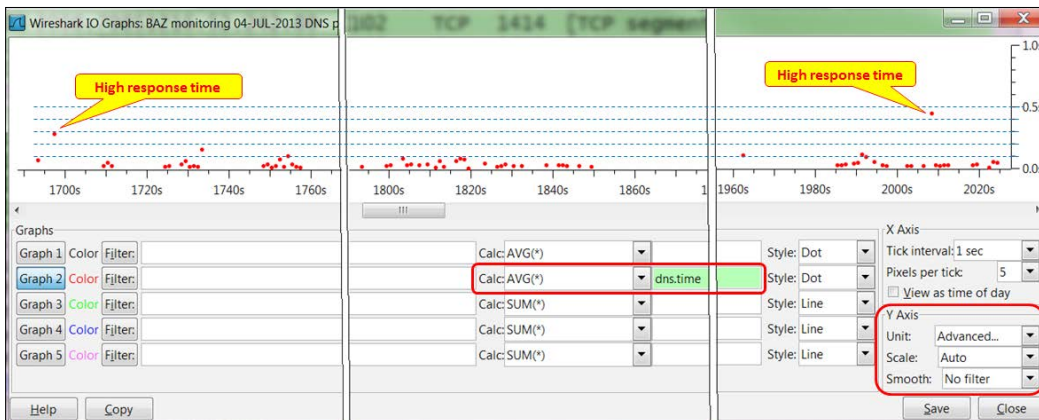 Wireshark IO Graphs: BAZ monitoring 04-JUL-2013 DNS p
TCP 1414 [TCP segment
High response time
High response time
1.0s
0.5s
0.0s
1700s 1720s 1740s 1760s 1800s 1820s 1840s 1860s 1960s 1980s 2000s 2020s
Graphs
Graph 1 Color Filter: Calc: AVG(*) Style: Dot
Graph 2 Color Filter: Calc: AVG(*) dns.time Style: Dot
Graph 3 Color Filter: Calc: SUM(*) Style: Line
Graph 4 Color Filter: Calc: SUM(*) Style: Line
Graph 5 Color Filter: Calc: SUM(*) Style: Line
X Axis
Tick interval: 1 sec
Pixels per tick: 5
View as time of day
Y Axis
Unit: Advanced...
Scale: Auto
Smooth: No filter
Help Copy Save Close